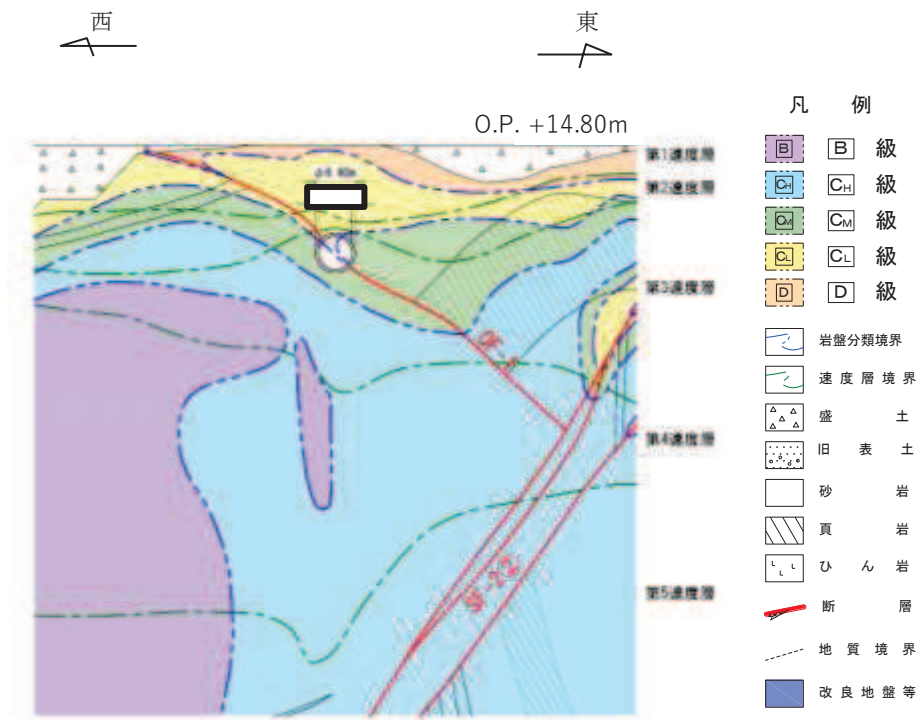 西
東
O.P. +14.80m
第1速度層
第2速度層
第3速度層
第4速度層
第5速度層
凡 例
B B 級
CH CH 級
CM CM 級
CL CL 級
D D 級
岩盤分類境界
速度層境界
盛土
旧表土
砂岩
頁岩
ひん岩
断層
地質境界
改良地盤等